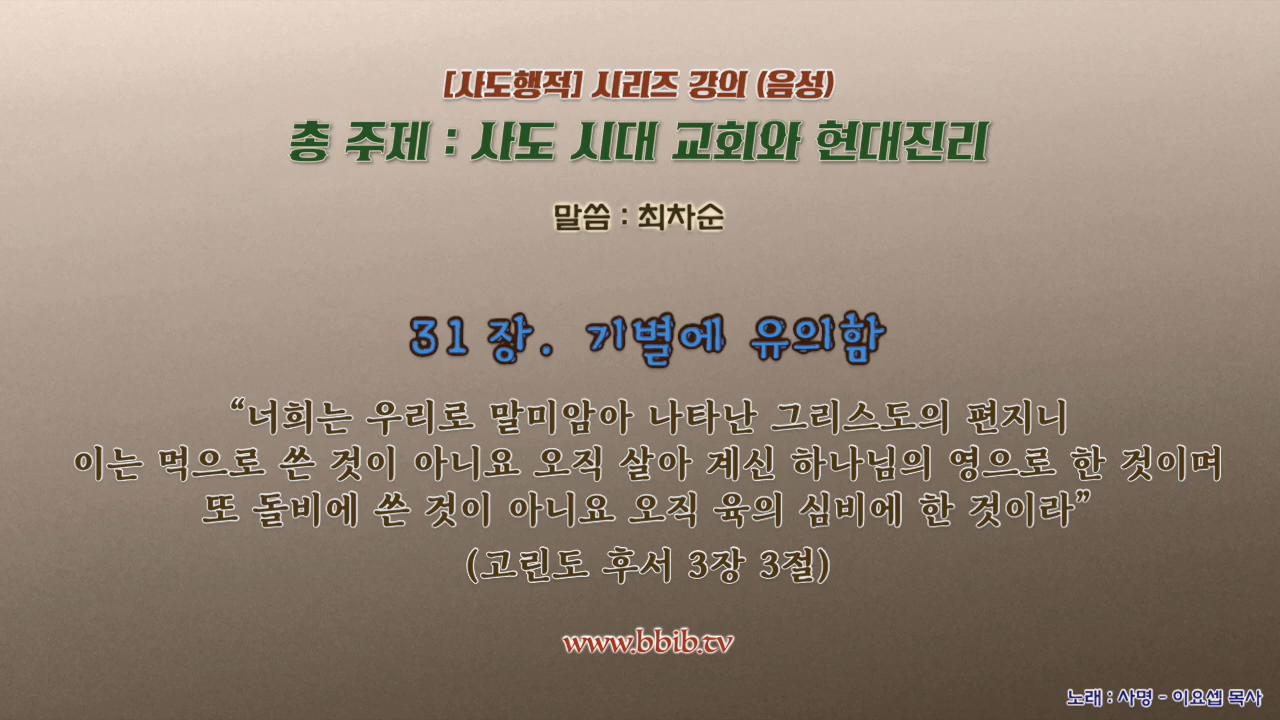 [사도행적] 시리즈 강의 (음성)
총 주제 : 사도 시대 교회와 현대진리
말씀 : 최차순
31 장. 기별에 유의함
“너희는 우리로 말미암아 나타난 그리스도의 편지니
이는 먹으로 쓴 것이 아니요 오직 살아 계신 하나님의 영으로 한 것이며
또 돌비에 쓴 것이 아니요 오직 육의 심비에 한 것이라”
(고린도 후서 3장 3절)
www.bbib.tv
노래 : 사명 - 이요셉 목사